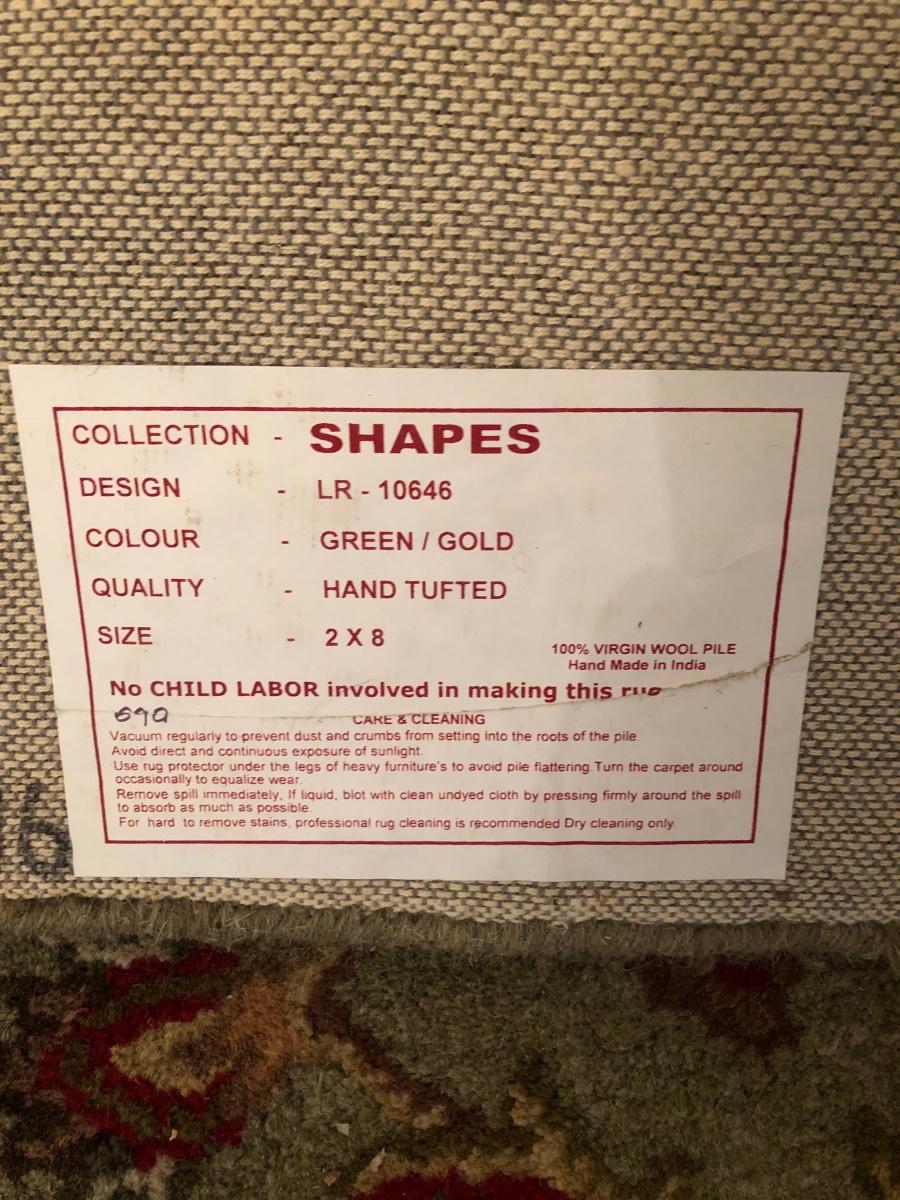 COLLECTION - SHAPES
DESIGN - LR - 10646
COLOUR - GREEN / GOLD
QUALITY - HAND TUFTED
SIZE - 2 X 8
100% VIRGIN WOOL PILE
Hand Made in India
No CHILD LABOR involved in making this rug
CARE & CLEANING
Vacuum regularly to prevent dust and crumbs from setting into the roots of the pile.
Avoid direct and continuous exposure of sunlight.
Use rug protector under the legs of heavy furniture's to avoid pile flattering.Turn the carpet around
occasionally to equalize wear.
Remove spill immediately, If liquid, blot with clean undyed cloth by pressing firmly around the spill
to absorb as much as possible.
For hard to remove stains, professional rug cleaning is recommended Dry cleaning only.